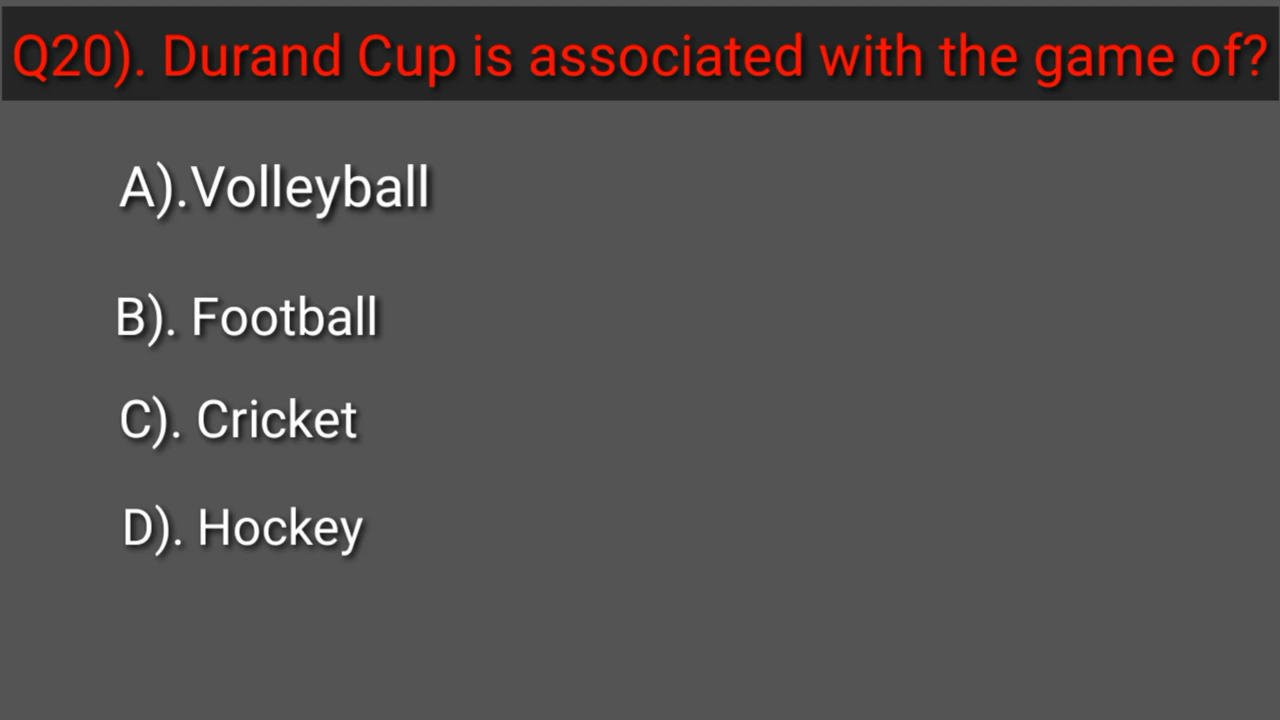 Q20). Durand Cup is associated with the game of?
A).Volleyball
B). Football
C). Cricket
D). Hockey